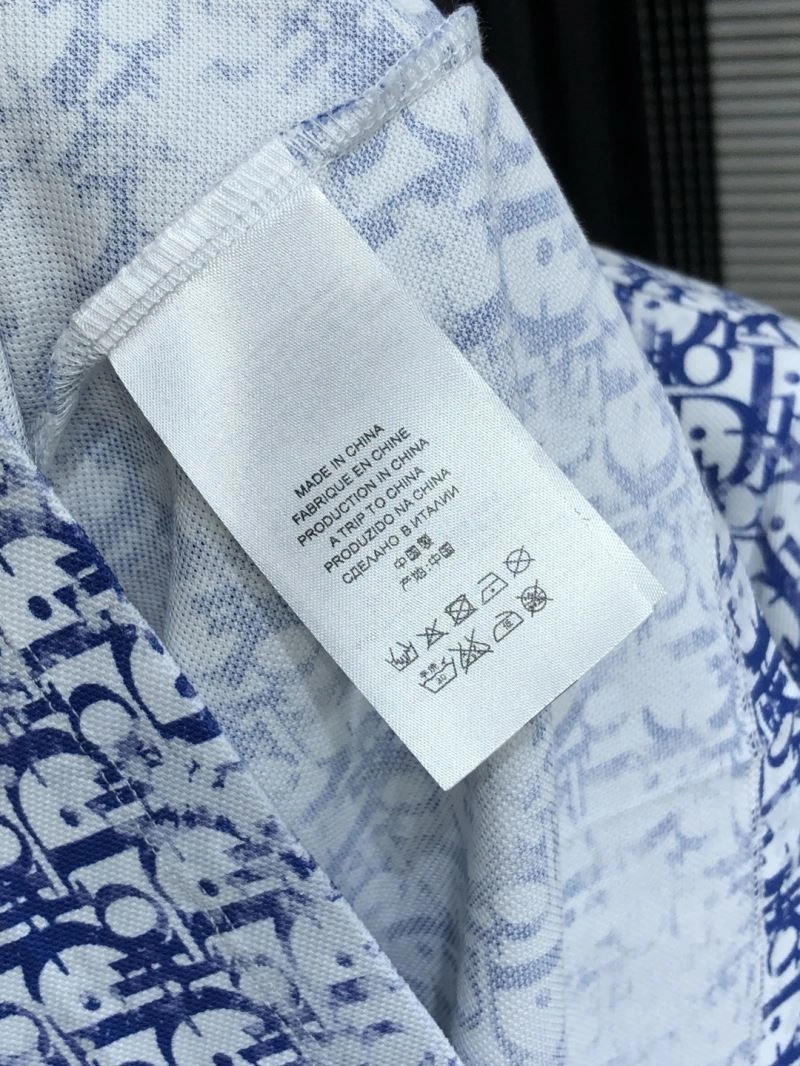 MADE IN CHINA
FABRIQUE EN CHINE
PRODUCTION IN CHINA
A TRIP TO CHINA
PRODUZIDO NA CHINA
СДЕЛАНО В ИТАЛИИ
中国製
产地:中国